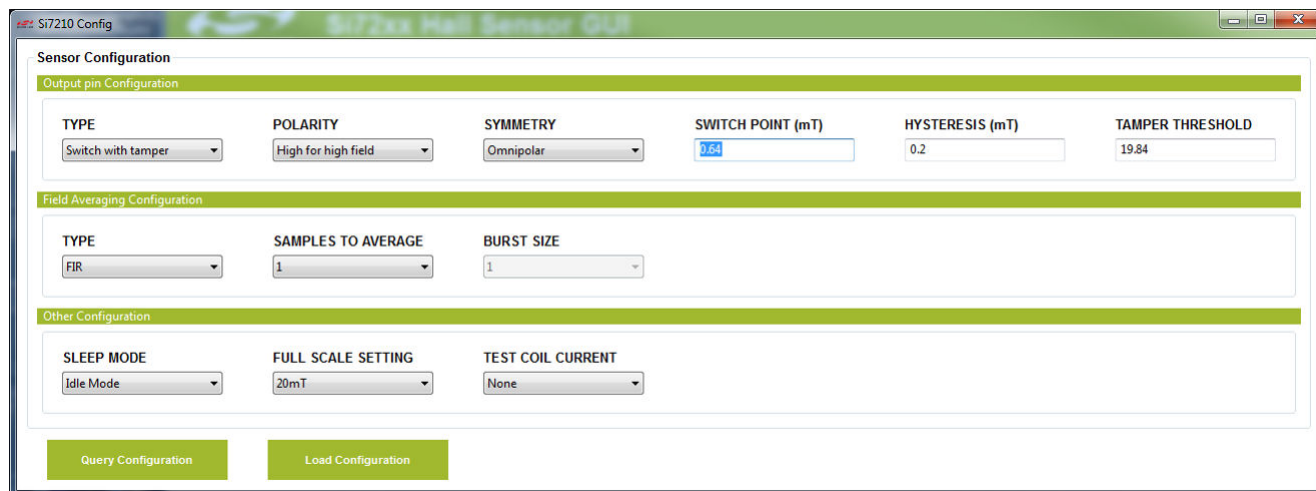 Si7210 Config
Si72xx Hall Sensor GUI
Sensor Configuration
Output pin Configuration
TYPE POLARITY SYMMETRY SWITCH POINT (mT) HYSTERESIS (mT) TAMPER THRESHOLD
Switch with tamper High for high field Omnipolar 0.64 0.2 19.84
Field Averaging Configuration
TYPE SAMPLES TO AVERAGE BURST SIZE
FIR 1 1
Other Configuration
SLEEP MODE FULL SCALE SETTING TEST COIL CURRENT
Idle Mode 20mT None
Query Configuration Load Configuration